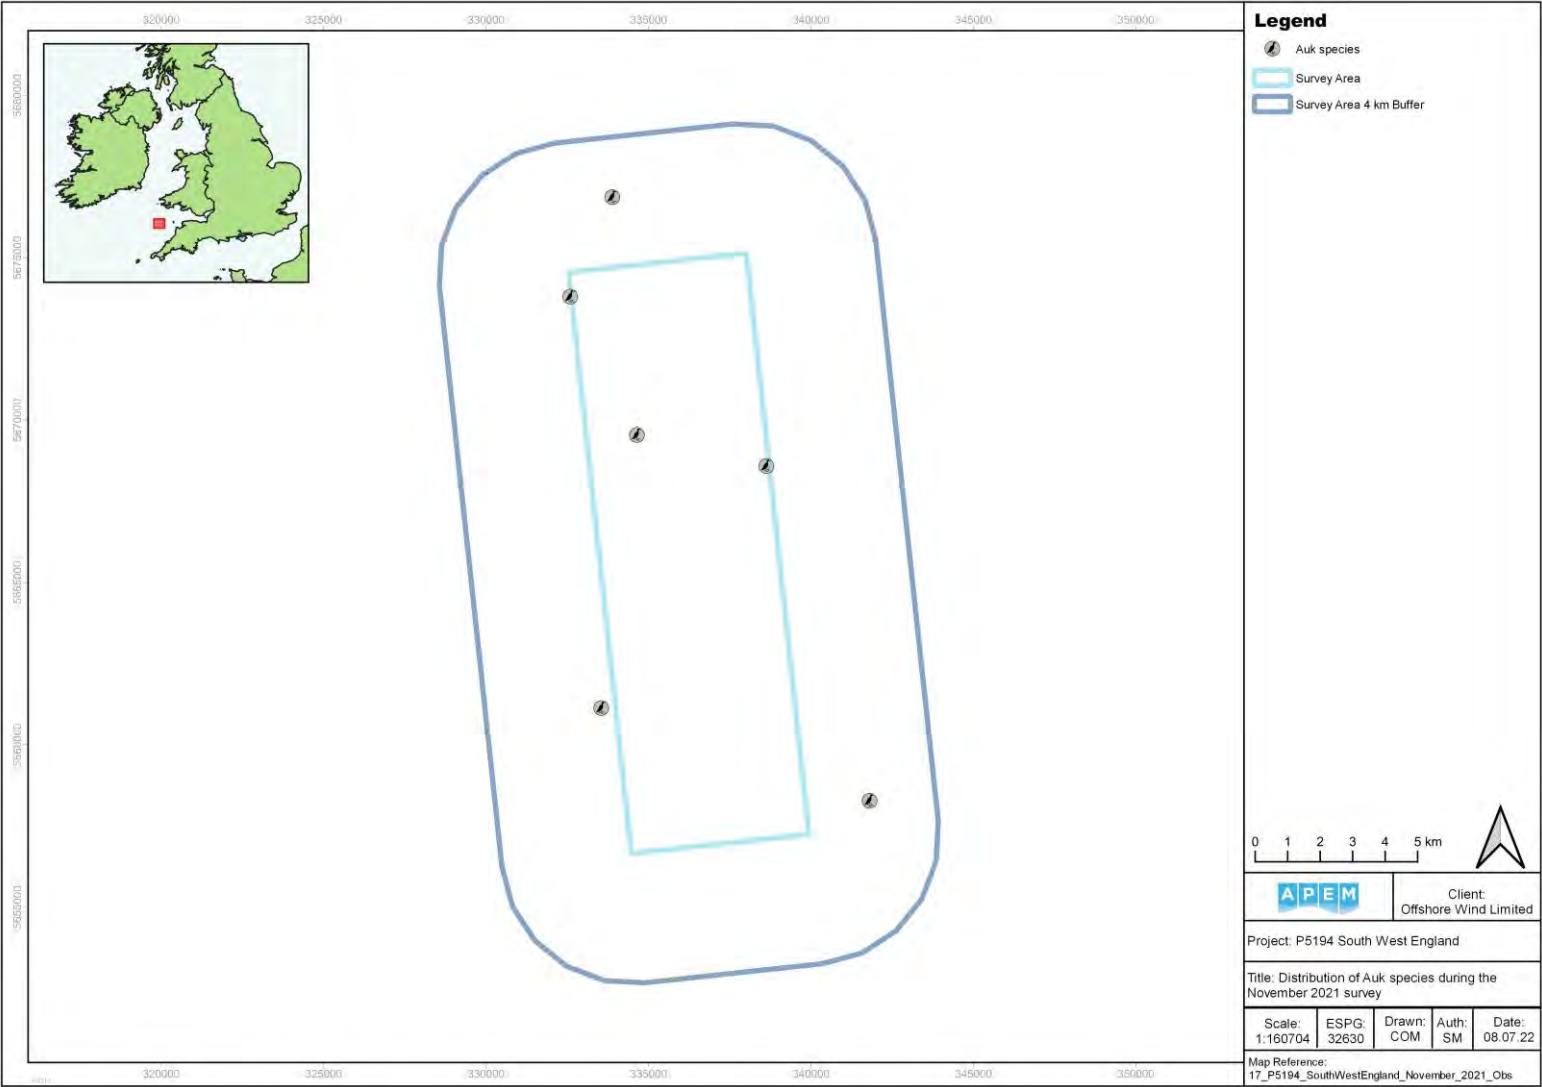 320000 325000 330000 335000 340000 345000 350000
5680000
5675000
5670000
5665000
5660000
5655000
320000 325000 330000 335000 340000 345000 350000
Legend
Auk species
Survey Area
Survey Area 4 km Buffer
0 1 2 3 4 5 km
APEM
Client:
Offshore Wind Limited
Project: P5194 South West England
Title: Distribution of Auk species during the
November 2021 survey
Scale:
1:160704
ESPG:
32630
Drawn:
COM
Auth:
SM
Date:
08.07.22
Map Reference:
17_P5194_SouthWestEngland_November_2021_Obs